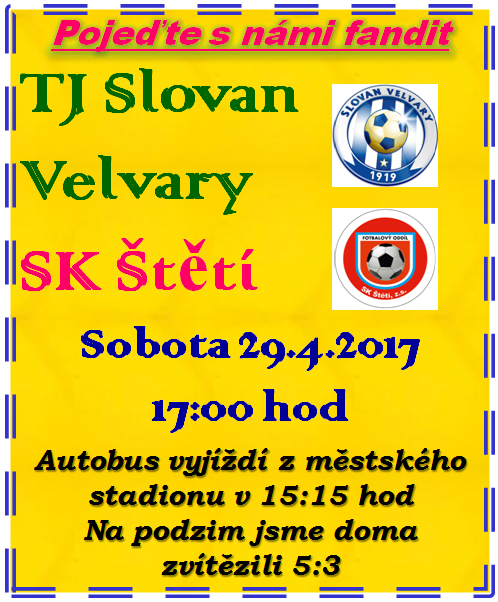 Pojeďte s námi fandit
TJ Slovan
SLOVAN VELVARY
1919
Velvary
SK Štětí
FOTBALOVÝ ODDÍL
SK Štětí, z.s.
Sobota 29.4.2017
17:00 hod
Autobus vyjíždí z městského
stadionu v 15:15 hod
Na podzim jsme doma
zvítězili 5:3